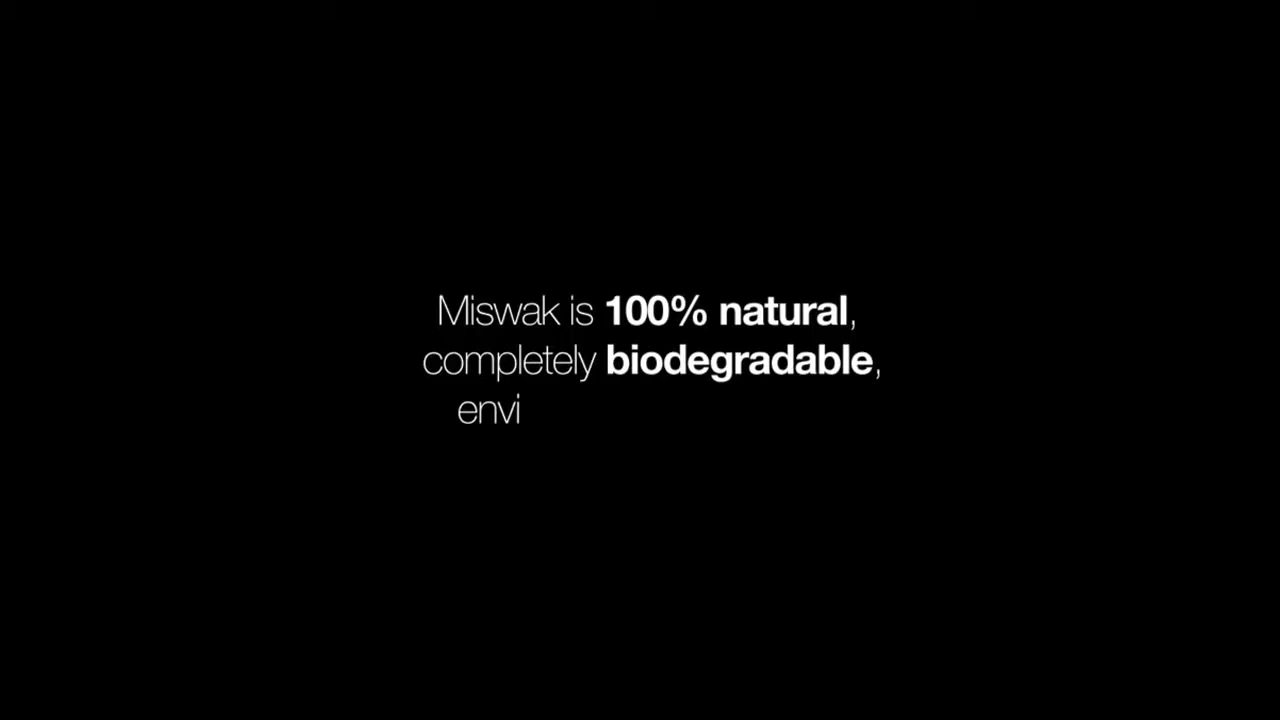 Miswak is 100% natural,
completely biodegradable,
envi